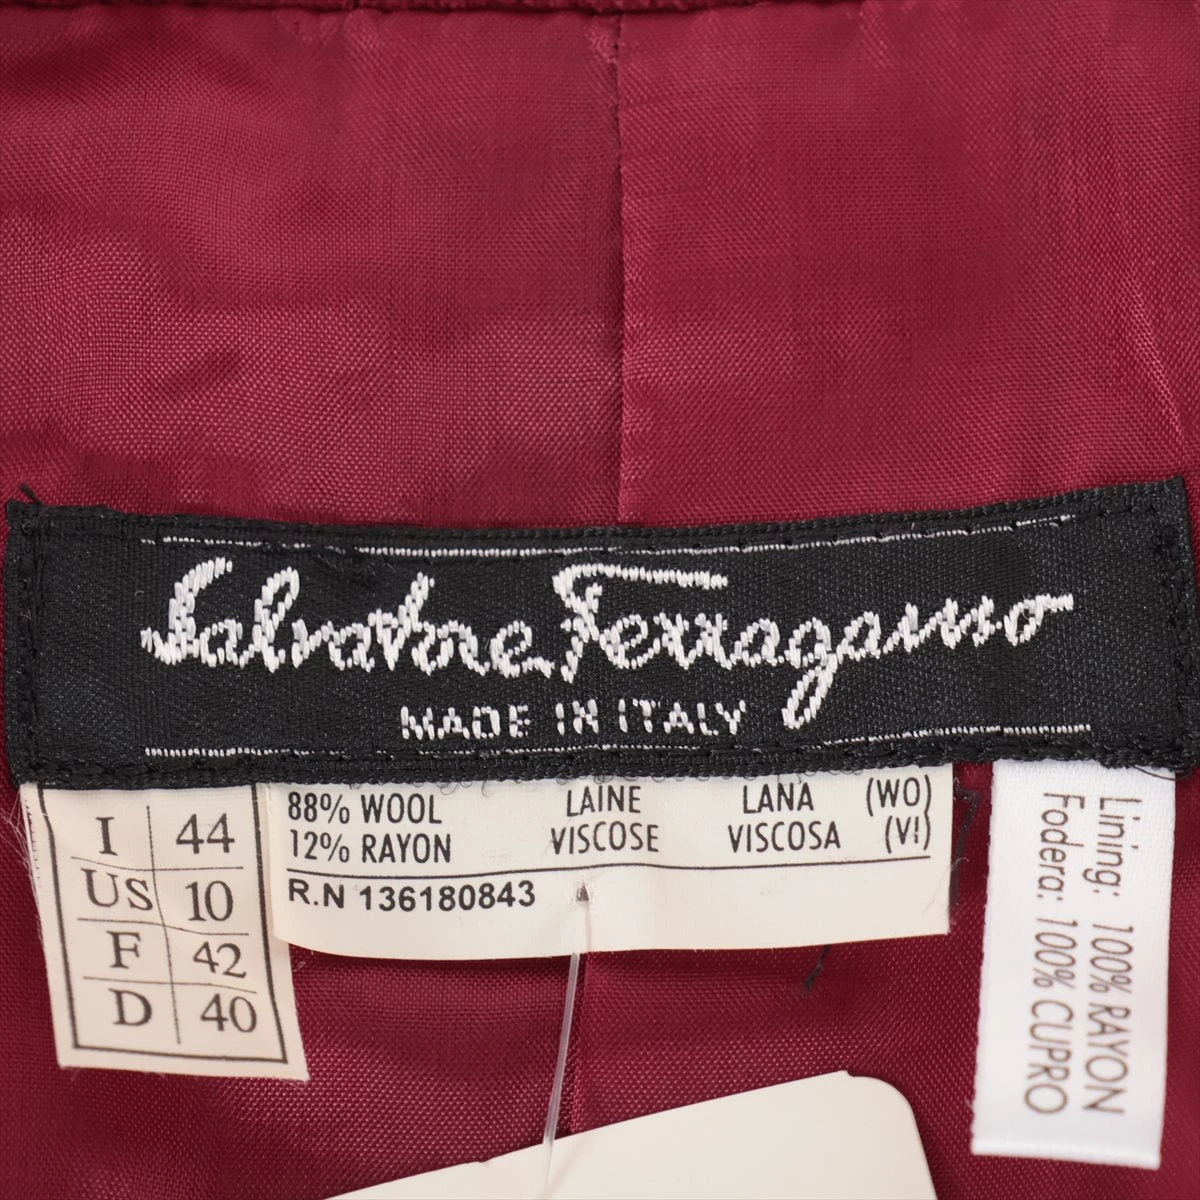 Salvatore Ferragamo
MADE IN ITALY
I 44
US 10
F 42
D 40
88% WOOL LAINE LANA (WO)
12% RAYON VISCOSE VISCOSA (VI)
R.N 136180843
Lining: 100% RAYON
Fodera: 100% CUPRO